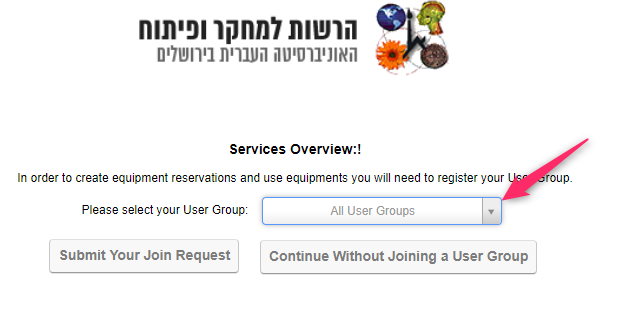 הרשות למחקר ופיתוח
האוניברסיטה העברית בירושלים
Services Overview:!
In order to create equipment reservations and use equipments you will need to register your User Group.
Please select your User Group:
All User Groups
Submit Your Join Request
Continue Without Joining a User Group